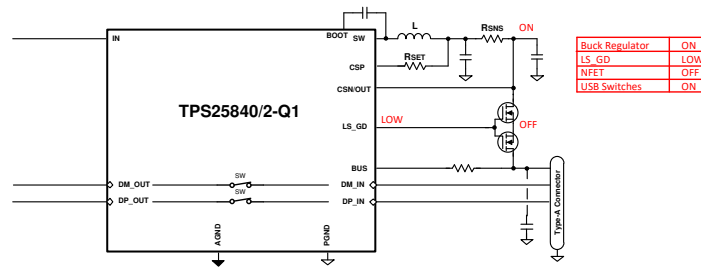 IN
BOOT
SW
L
RSNS
ON
CSP
RSET
CSN/OUT
TPS25840/2-Q1
LS_GD
LOW
OFF
BUS
SW
DM_OUT
DM_IN
SW
DP_OUT
DP_IN
AGND
PGND
Type-A Connector
Buck Regulator ON
LS_GD LOW
NFET OFF
USB Switches ON